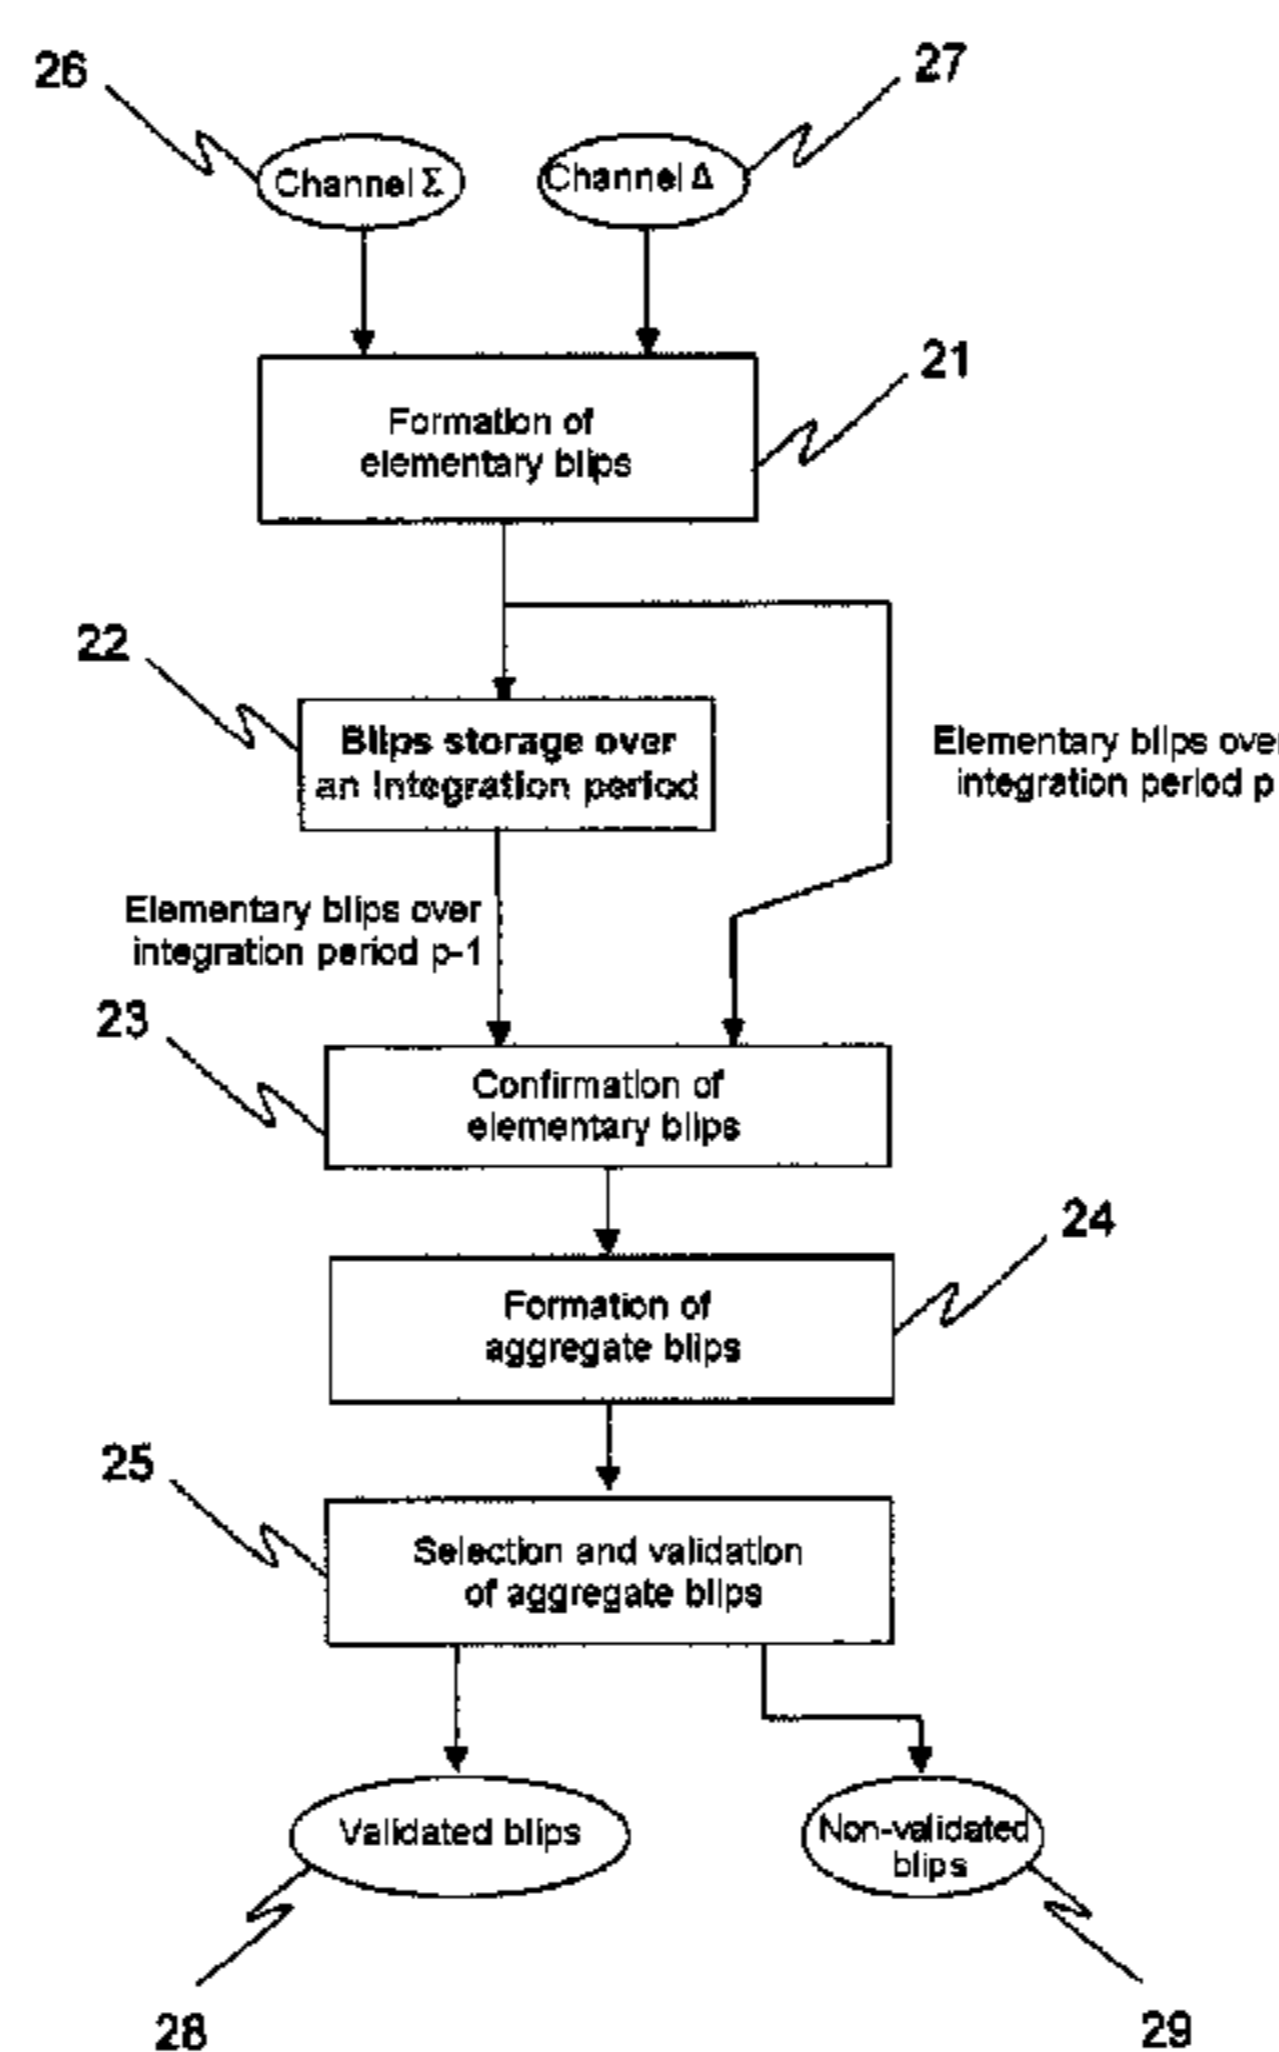 26
27
Channel Σ
Channel Δ
21
Formation of
elementary blips
22
Blips storage over
an integration period
Elementary blips over
integration period p
Elementary blips over
integration period p-1
23
Confirmation of
elementary blips
24
Formation of
aggregate blips
25
Selection and validation
of aggregate blips
Validated blips
Non-validated
blips
28
29